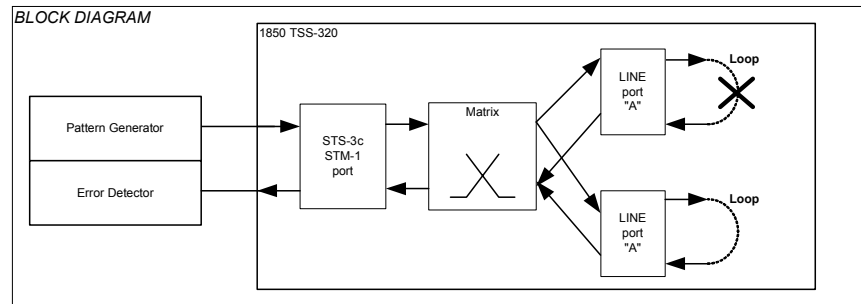 BLOCK DIAGRAM
1850 TSS-320
Pattern Generator
Error Detector
STS-3c
STM-1
port
Matrix
LINE
port
"A"
Loop
LINE
port
"A"
Loop